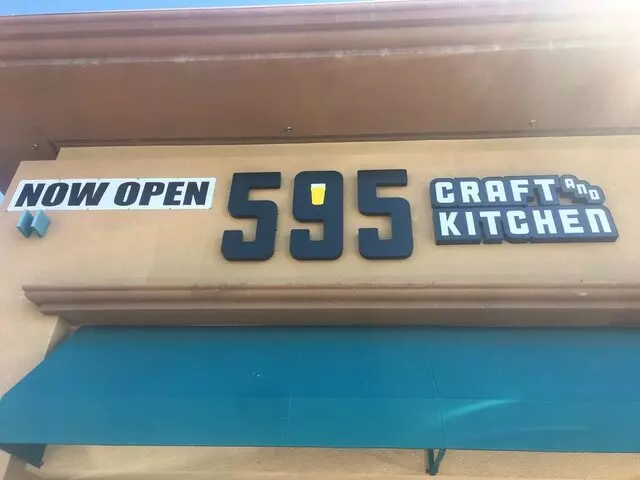 NOW OPEN
595
CRAFT AND
KITCHEN